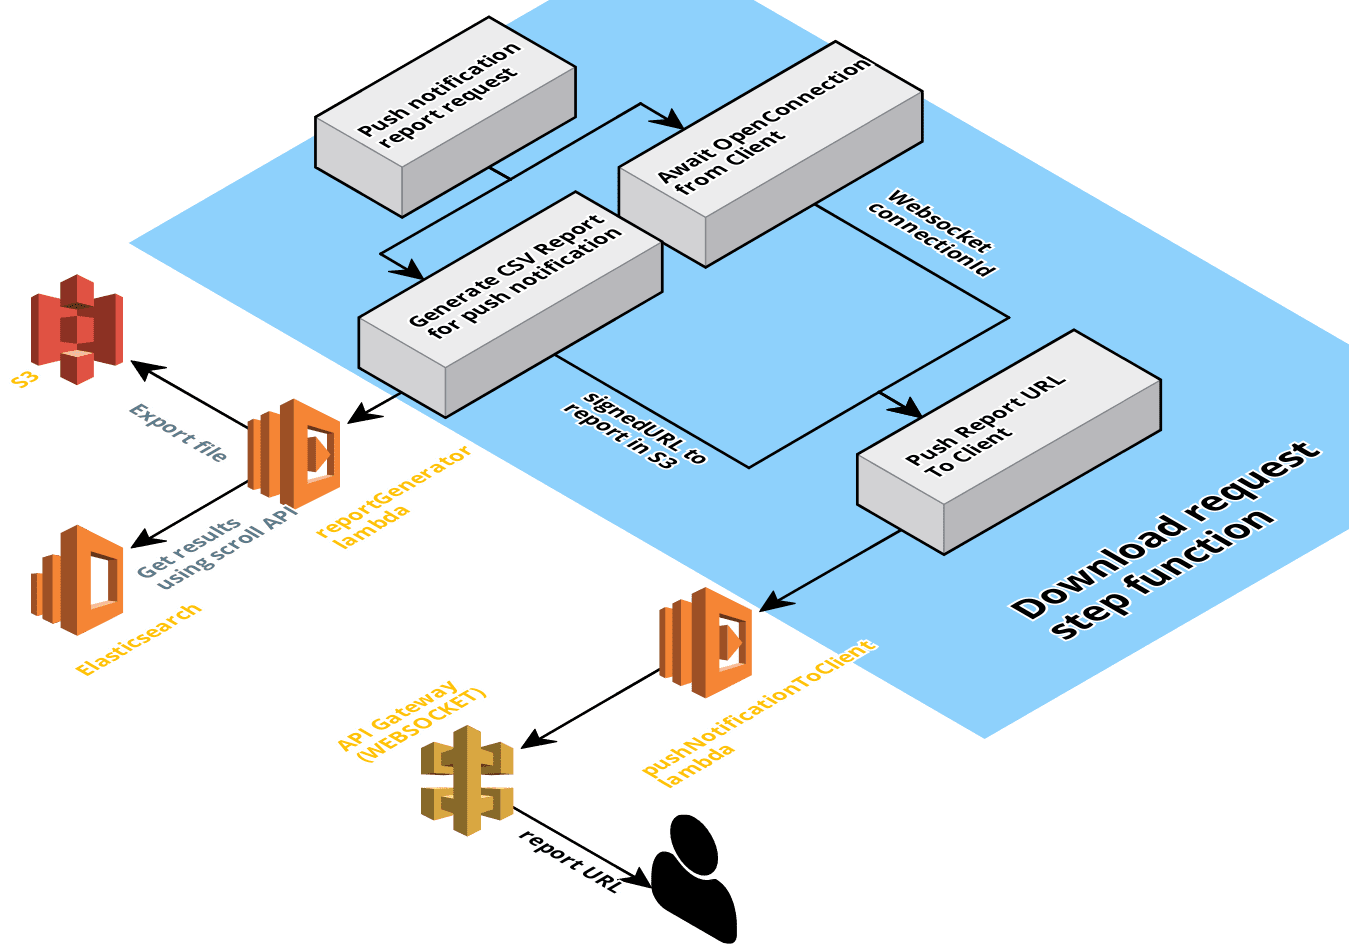 Push notification
report request
Await OpenConnection
from Client
Websocket
connectionId
Generate CSV Report
for push notification
signedURL to
report in S3
Push Report URL
To Client
Download request
step function
S3
Export file
reportGenerator
lambda
Get results
using scroll API
Elasticsearch
pushNotificationToClient
lambda
API Gateway
(WEBSOCKET)
report URL